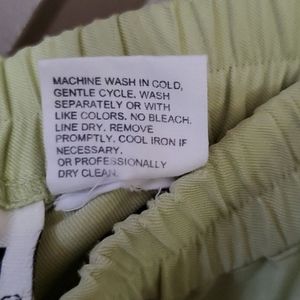 MACHINE WASH IN COLD,
GENTLE CYCLE. WASH
SEPARATELY OR WITH
LIKE COLORS. NO BLEACH.
LINE DRY. REMOVE
PROMPTLY. COOL IRON IF
NECESSARY.
OR PROFESSIONALLY
DRY CLEAN.